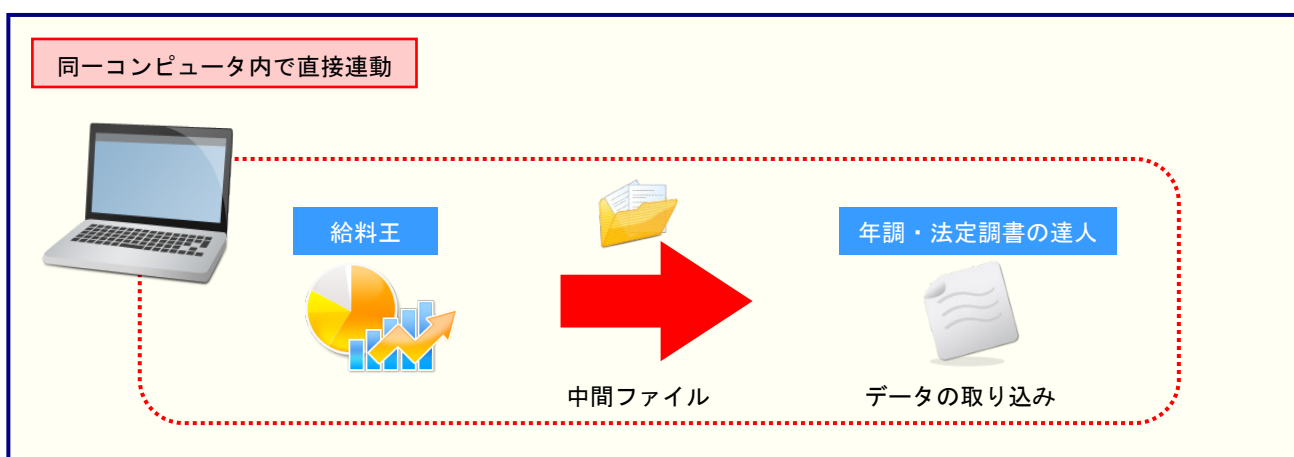 同一コンピュータ内で直接連動
給料王
年調・法定調書の達人
中間ファイル
データの取り込み